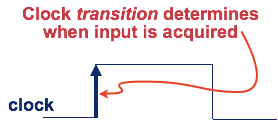 Clock transition determines
when input is acquired
clock